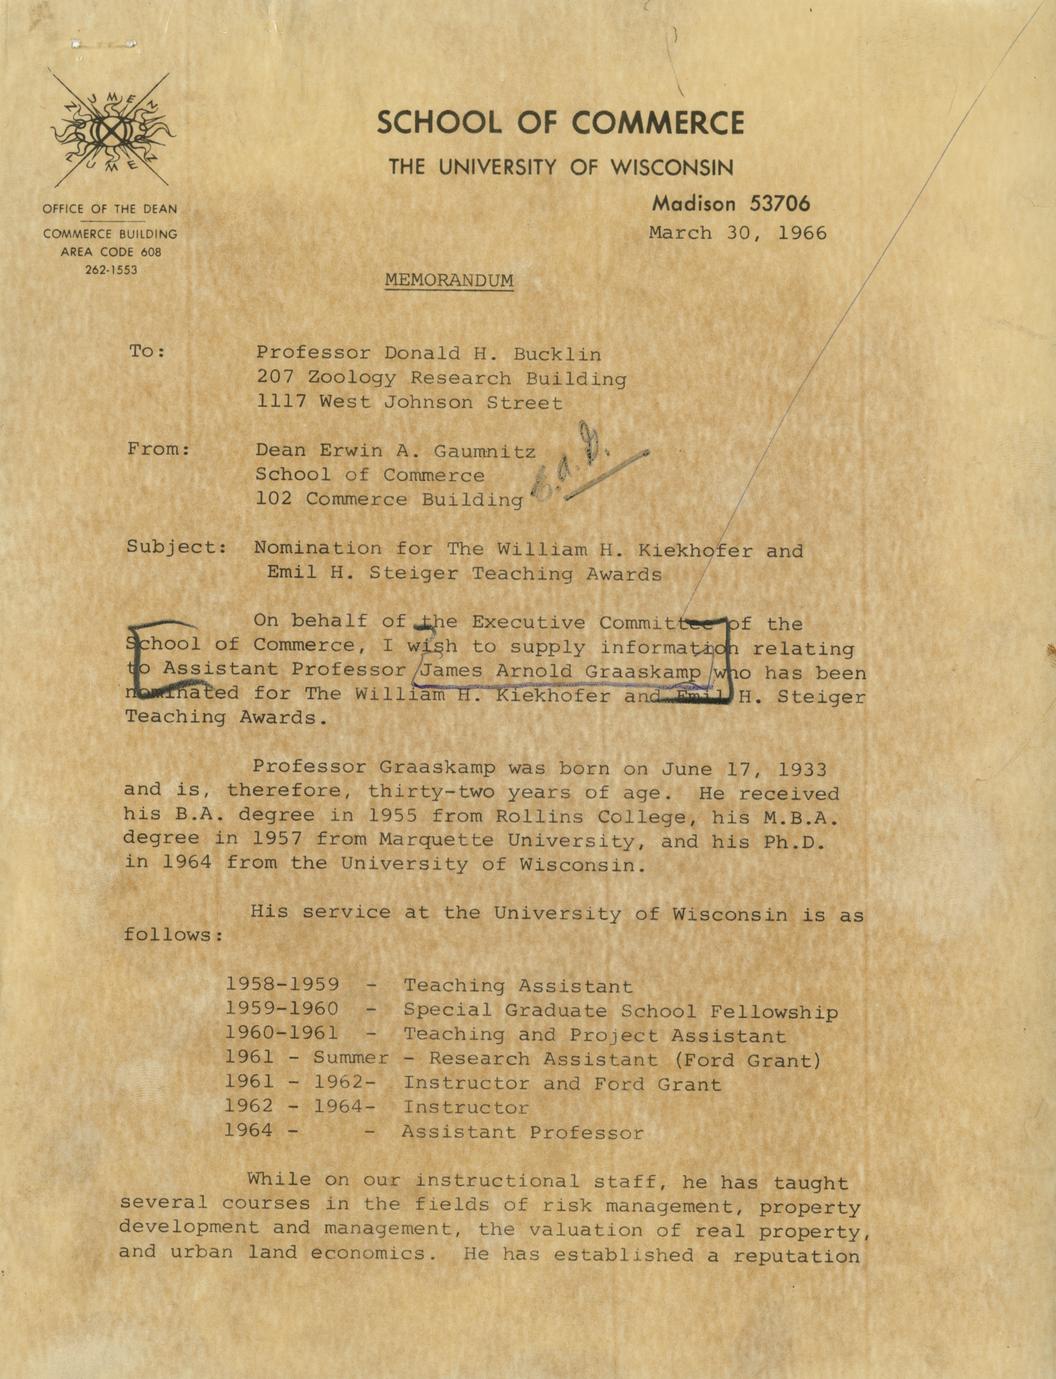 NUMEN
LUMEN
SCHOOL OF COMMERCE
THE UNIVERSITY OF WISCONSIN
Madison 53706
March 30, 1966
OFFICE OF THE DEAN
COMMERCE BUILDING
AREA CODE 608
262-1553
MEMORANDUM
To: Professor Donald H. Bucklin
207 Zoology Research Building
1117 West Johnson Street
From: Dean Erwin A. Gaumnitz
School of Commerce
102 Commerce Building
Subject: Nomination for The William H. Kiekhofer and
Emil H. Steiger Teaching Awards
On behalf of the Executive Committee of the
School of Commerce, I wish to supply information relating
to Assistant Professor James Arnold Graaskamp who has been
nominated for The William H. Kiekhofer and Emil H. Steiger
Teaching Awards.
Professor Graaskamp was born on June 17, 1933
and is, therefore, thirty-two years of age. He received
his B.A. degree in 1955 from Rollins College, his M.B.A.
degree in 1957 from Marquette University, and his Ph.D.
in 1964 from the University of Wisconsin.
His service at the University of Wisconsin is as
follows:
1958-1959 - Teaching Assistant
1959-1960 - Special Graduate School Fellowship
1960-1961 - Teaching and Project Assistant
1961 - Summer - Research Assistant (Ford Grant)
1961 - 1962- Instructor and Ford Grant
1962 - 1964- Instructor
1964 - - Assistant Professor
While on our instructional staff, he has taught
several courses in the fields of risk management, property
development and management, the valuation of real property,
and urban land economics. He has established a reputation